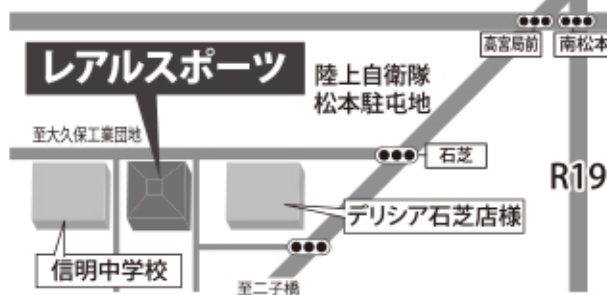 高宮局前
南松本
レアルスポーツ
陸上自衛隊
松本駐屯地
至大久保工業団地
石芝
R19
デリシア石芝店様
信明中学校
至二子橋